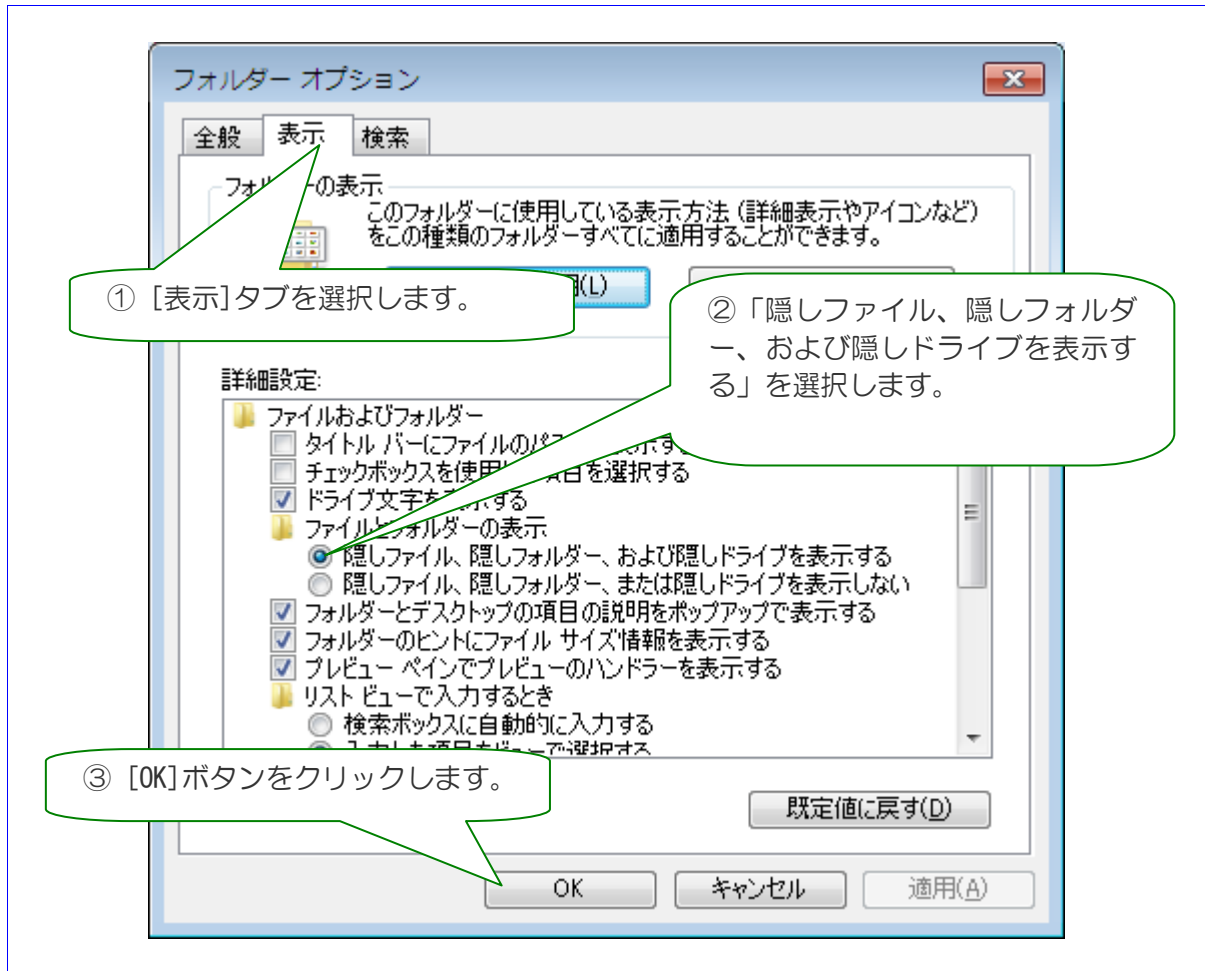 フォルダー オプション
全般 表示 検索
フォルダーの表示
このフォルダーに使用している表示方法 (詳細表示やアイコンなど)
をこの種類のフォルダーすべてに適用することができます。
① [表示]タブを選択します。
(L)
②「隠しファイル、隠しフォルダ
ー、および隠しドライブを表示す
る」を選択します。
詳細設定:
ファイルおよびフォルダー
タイトル バーにファイルの
チェックボックスを使用 項目を選択する
ドライブ文字を表示する
ファイルとフォルダーの表示
隠しファイル、隠しフォルダー、および隠しドライブを表示する
隠しファイル、隠しフォルダー、または隠しドライブを表示しない
フォルダーとデスクトップの項目の説明をポップアップで表示する
フォルダーのヒントにファイル サイズ情報を表示する
プレビュー ペインでプレビューのハンドラーを表示する
リスト ビューで入力するとき
検索ボックスに自動的に入力する
入力した項目をビューで選択する
③ [OK]ボタンをクリックします。
既定値に戻す(D)
OK キャンセル 適用(A)